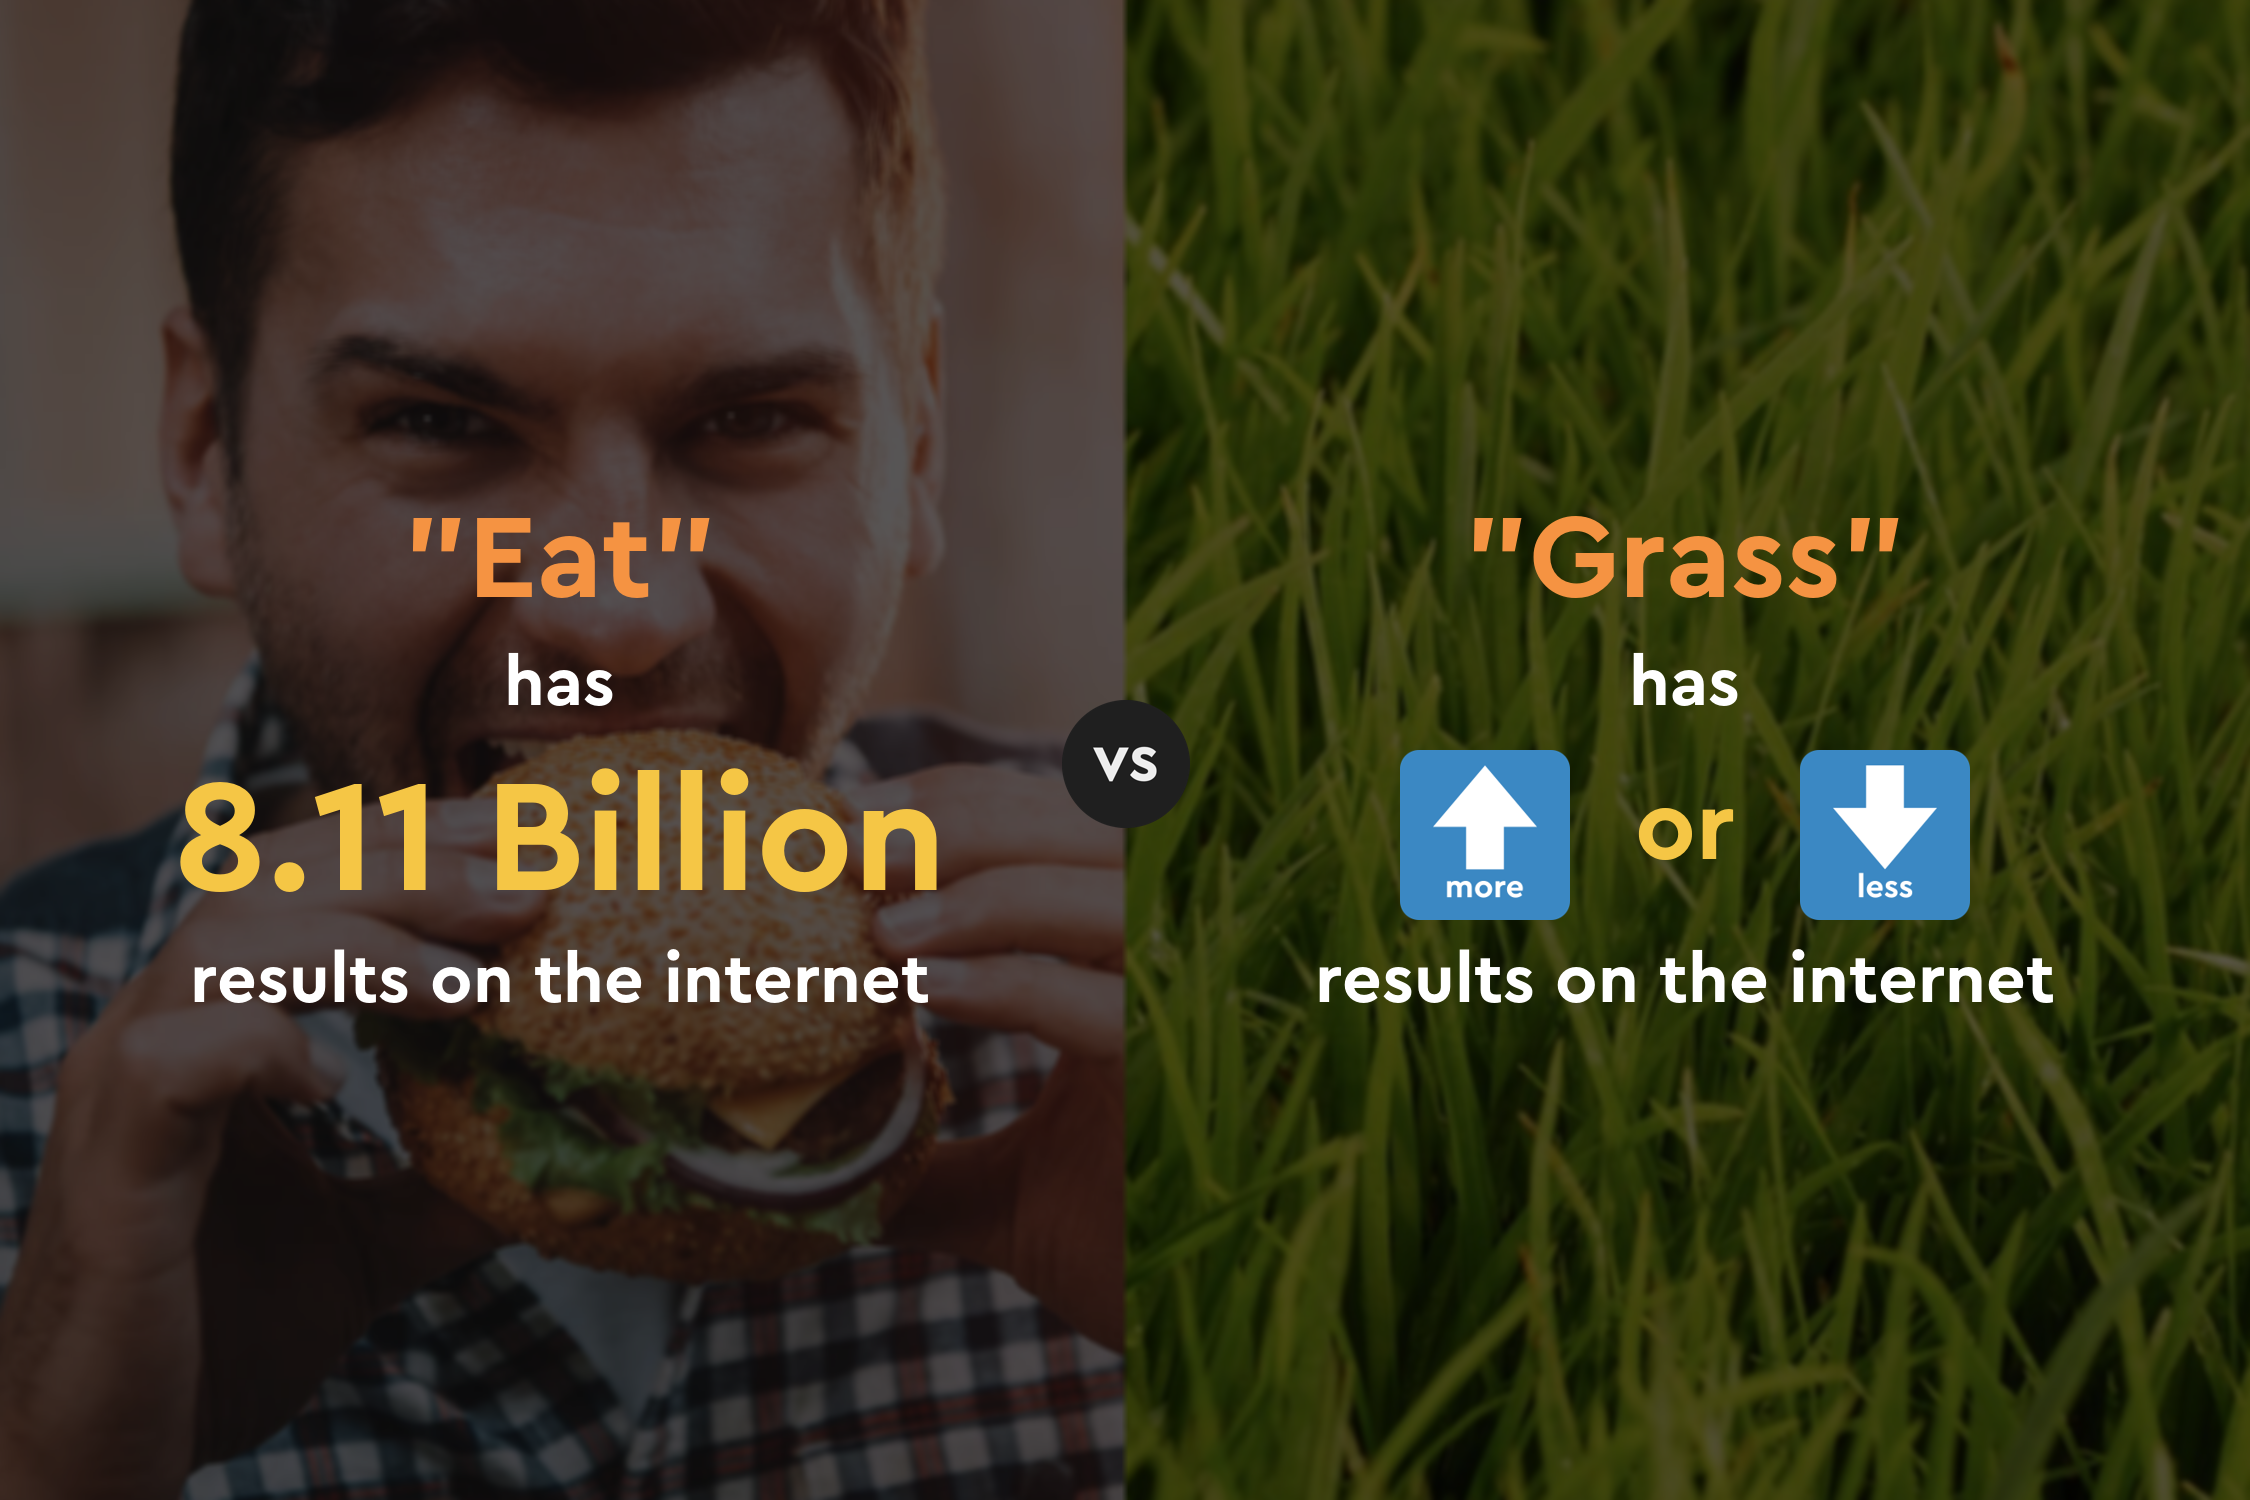 "Eat"
has
8.11 Billion
results on the internet
vs
"Grass"
has
more
or
less
results on the internet